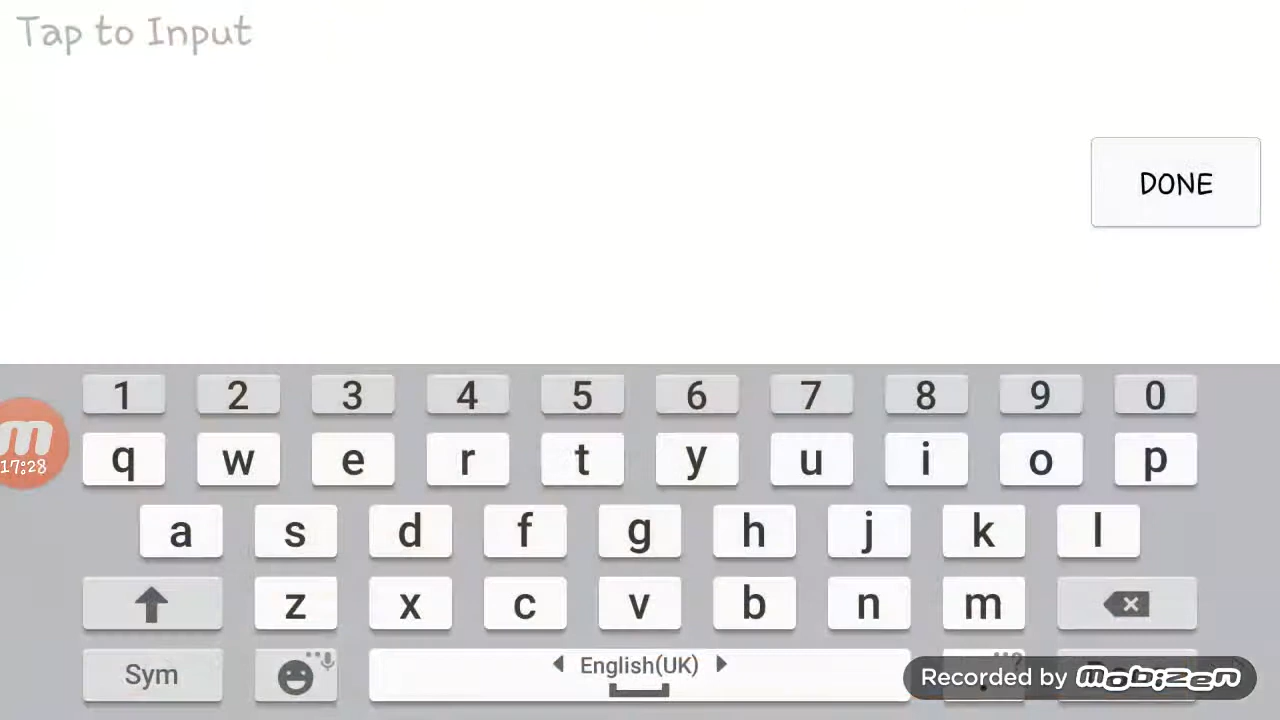 Tap to Input
DONE
1 2 3 4 5 6 7 8 9 0
q w e r t y u i o p
17:28
a s d f g h j k l
z x c v b n m
Sym
English(UK)
Recorded by mobizen